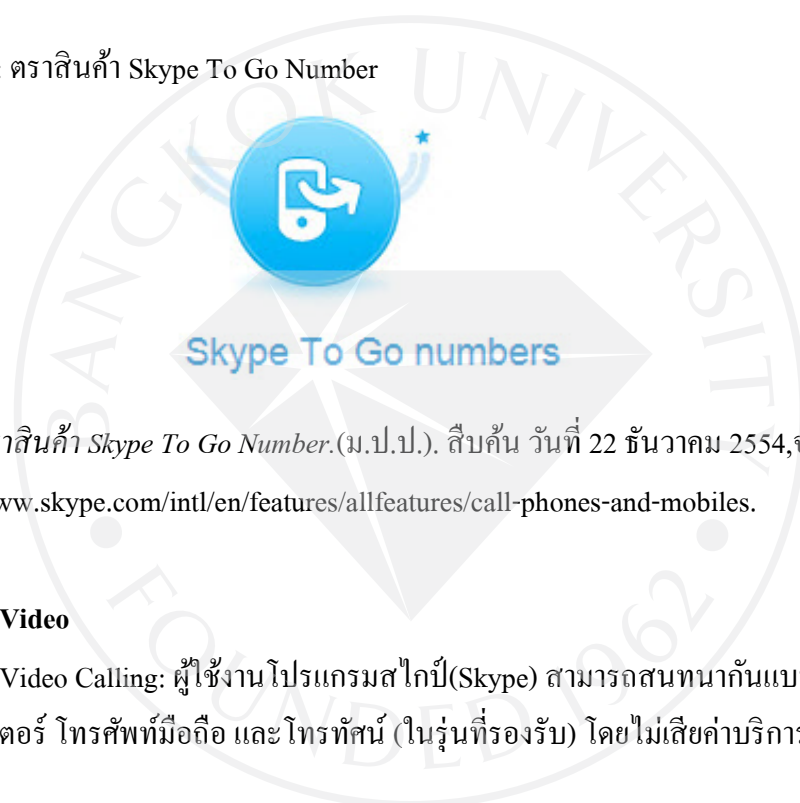 : ตราสินค้า Skype To Go Number
Skype To Go numbers
าสินค้า Skype To Go Number.(ม.ป.ป.). สืบค้น วันที่ 22 ธันวาคม 2554,จ
ww.skype.com/intl/en/features/allfeatures/call-phones-and-mobiles.
Video
Video Calling: ผู้ใช้งานโปรแกรมสไกป์(Skype) สามารถสนทนากันแบบ
ตอร์ โทรศัพท์มือถือ และโทรทัศน์ (ในรุ่นที่รองรับ) โดยไม่เสียค่าบริการ
BANGKOK UNIVERSITY
FOUNDED 1962